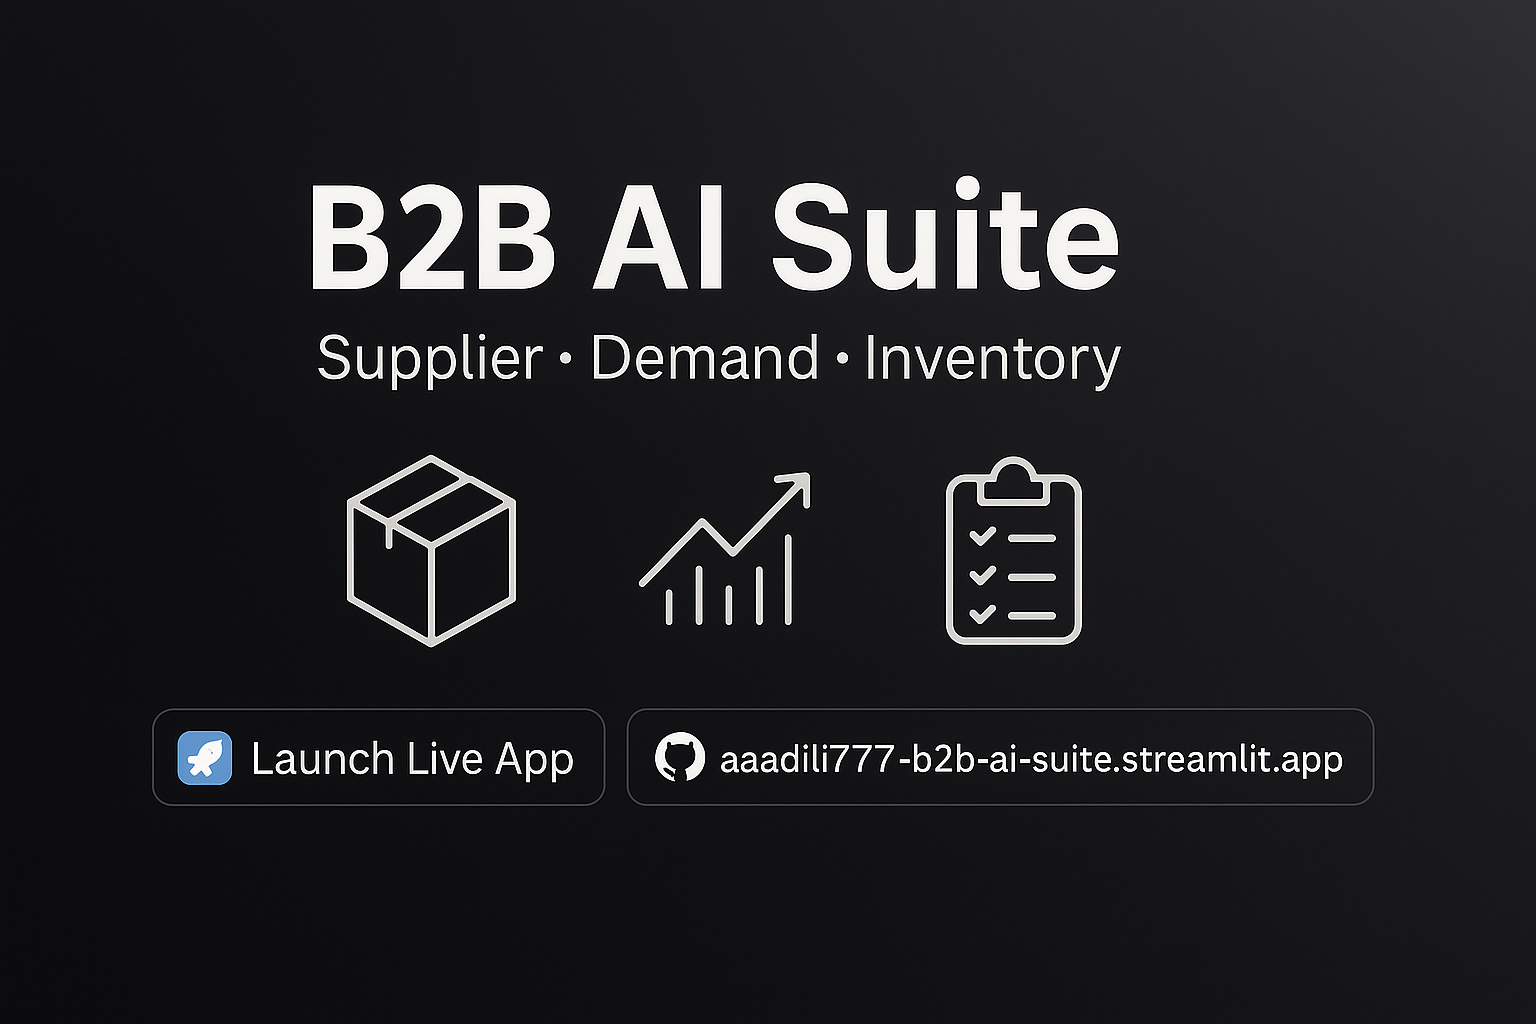 B2B AI Suite
Supplier · Demand · Inventory
Launch Live App
aaadili777-b2b-ai-suite.streamlit.app